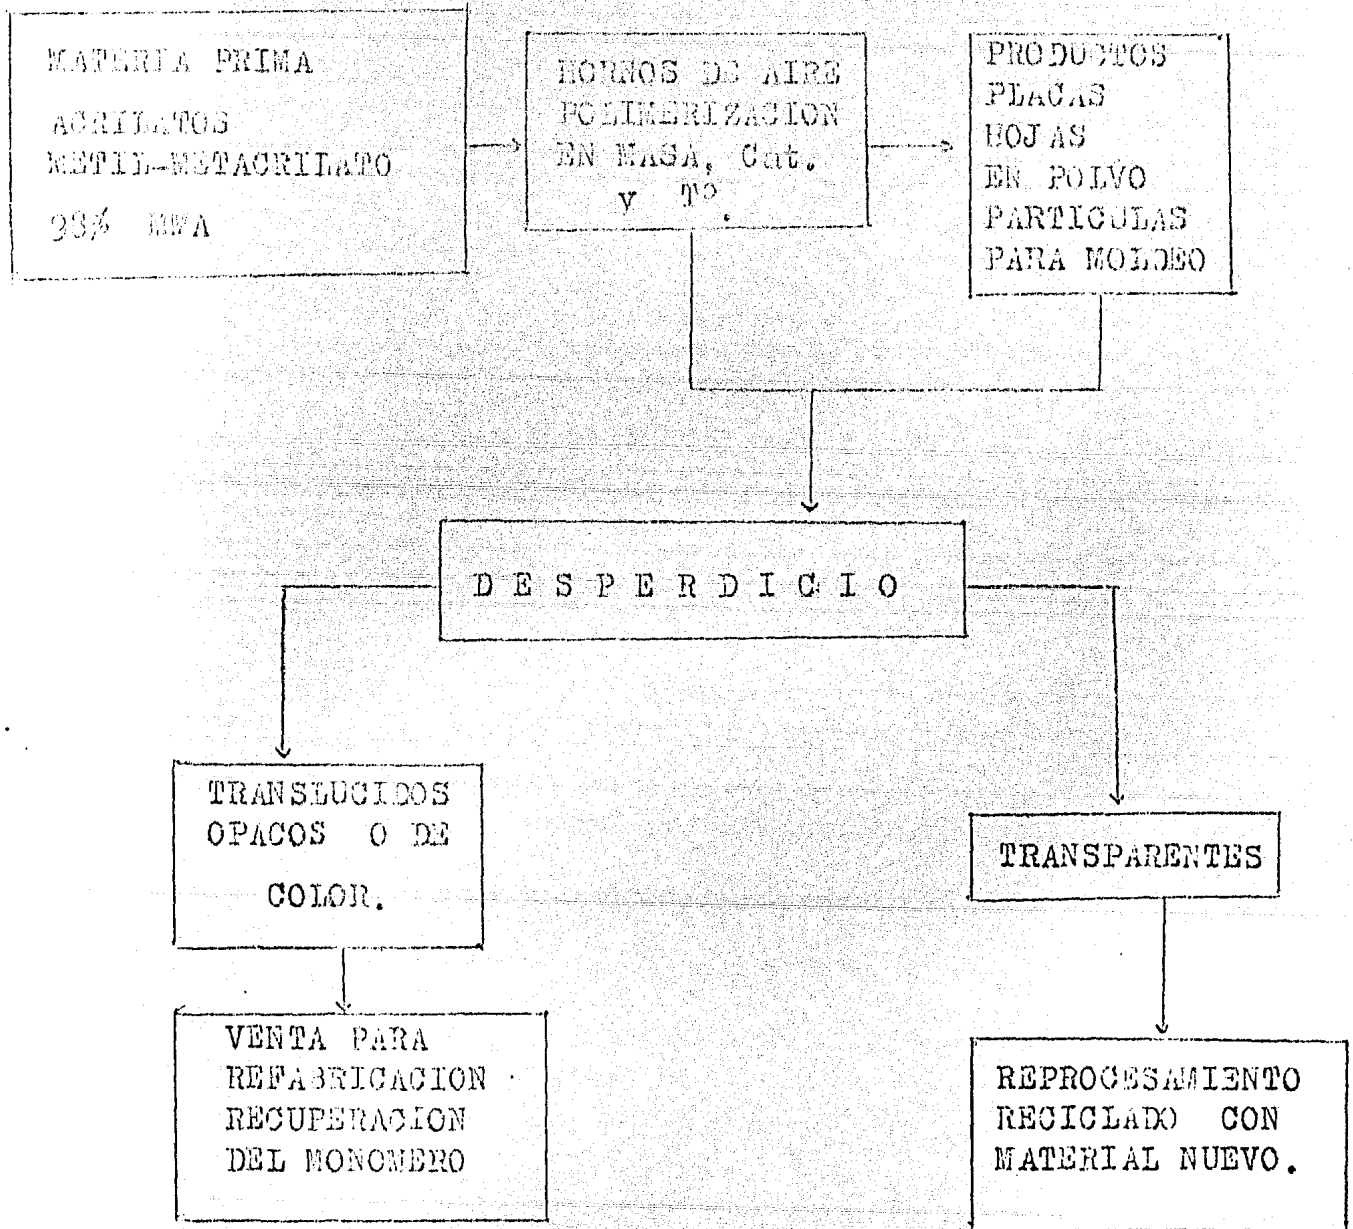 MATERIA PRIMA
ACRILATOS
METIL-METACRILATO
98% MMA
HORNOS DE AIRE
POLIMERIZACION
EN MASA, Cat.
y Tº.
PRODUCTOS
PLACAS
HOJAS
EN POLVO
PARTICULAS
PARA MOLDEO
DESPERDICIO
TRANSLUCIDOS
OPACOS O DE
COLOR.
TRANSPARENTES
VENTA PARA
REFABRICACION
RECUPERACION
DEL MONOMERO
REPROCESAMIENTO
RECICLADO CON
MATERIAL NUEVO.